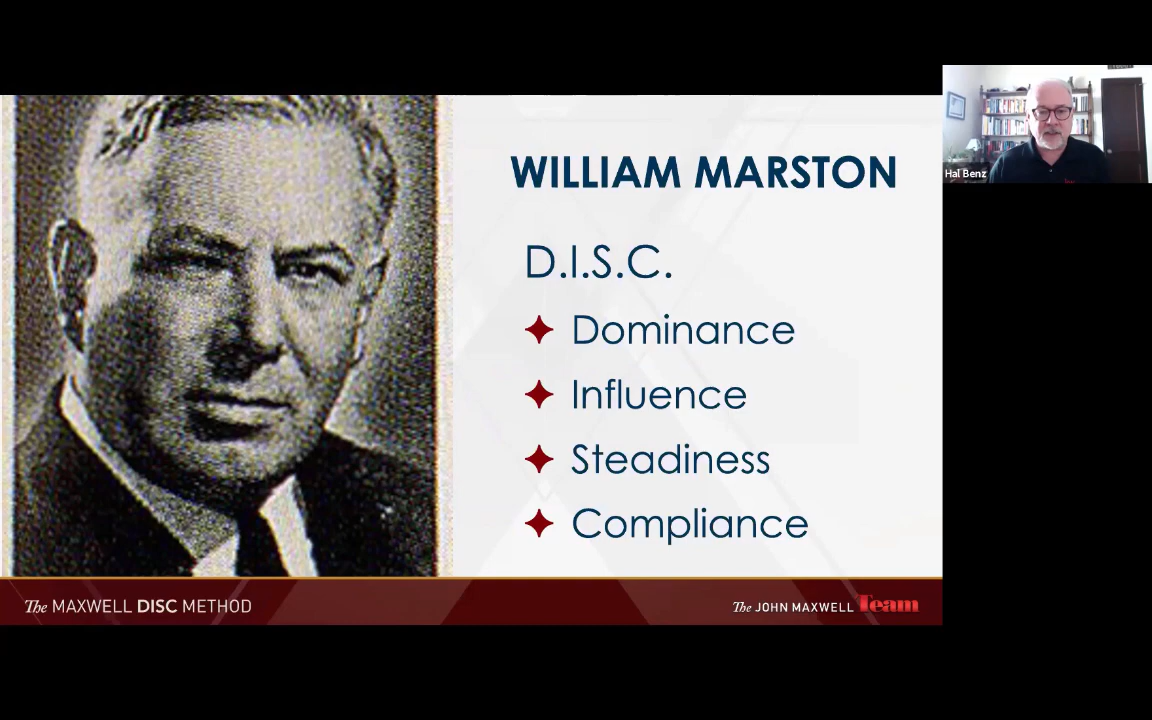 WILLIAM MARSTON
D.I.S.C.
Dominance
Influence
Steadiness
Compliance
The MAXWELL DISC METHOD
The JOHN MAXWELL Team
Hal Benz